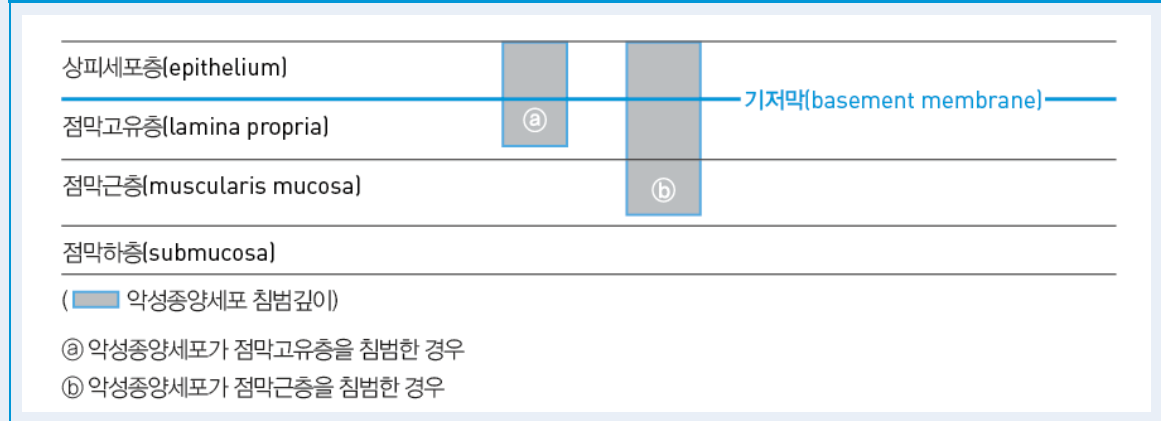 상피세포층(epithelium)
기저막(basement membrane)
점막고유층(lamina propria)
ⓐ
점막근층(muscularis mucosa)
ⓑ
점막하층(submucosa)
( 악성종양세포 침범깊이)
ⓐ 악성종양세포가 점막고유층을 침범한 경우
ⓑ 악성종양세포가 점막근층을 침범한 경우